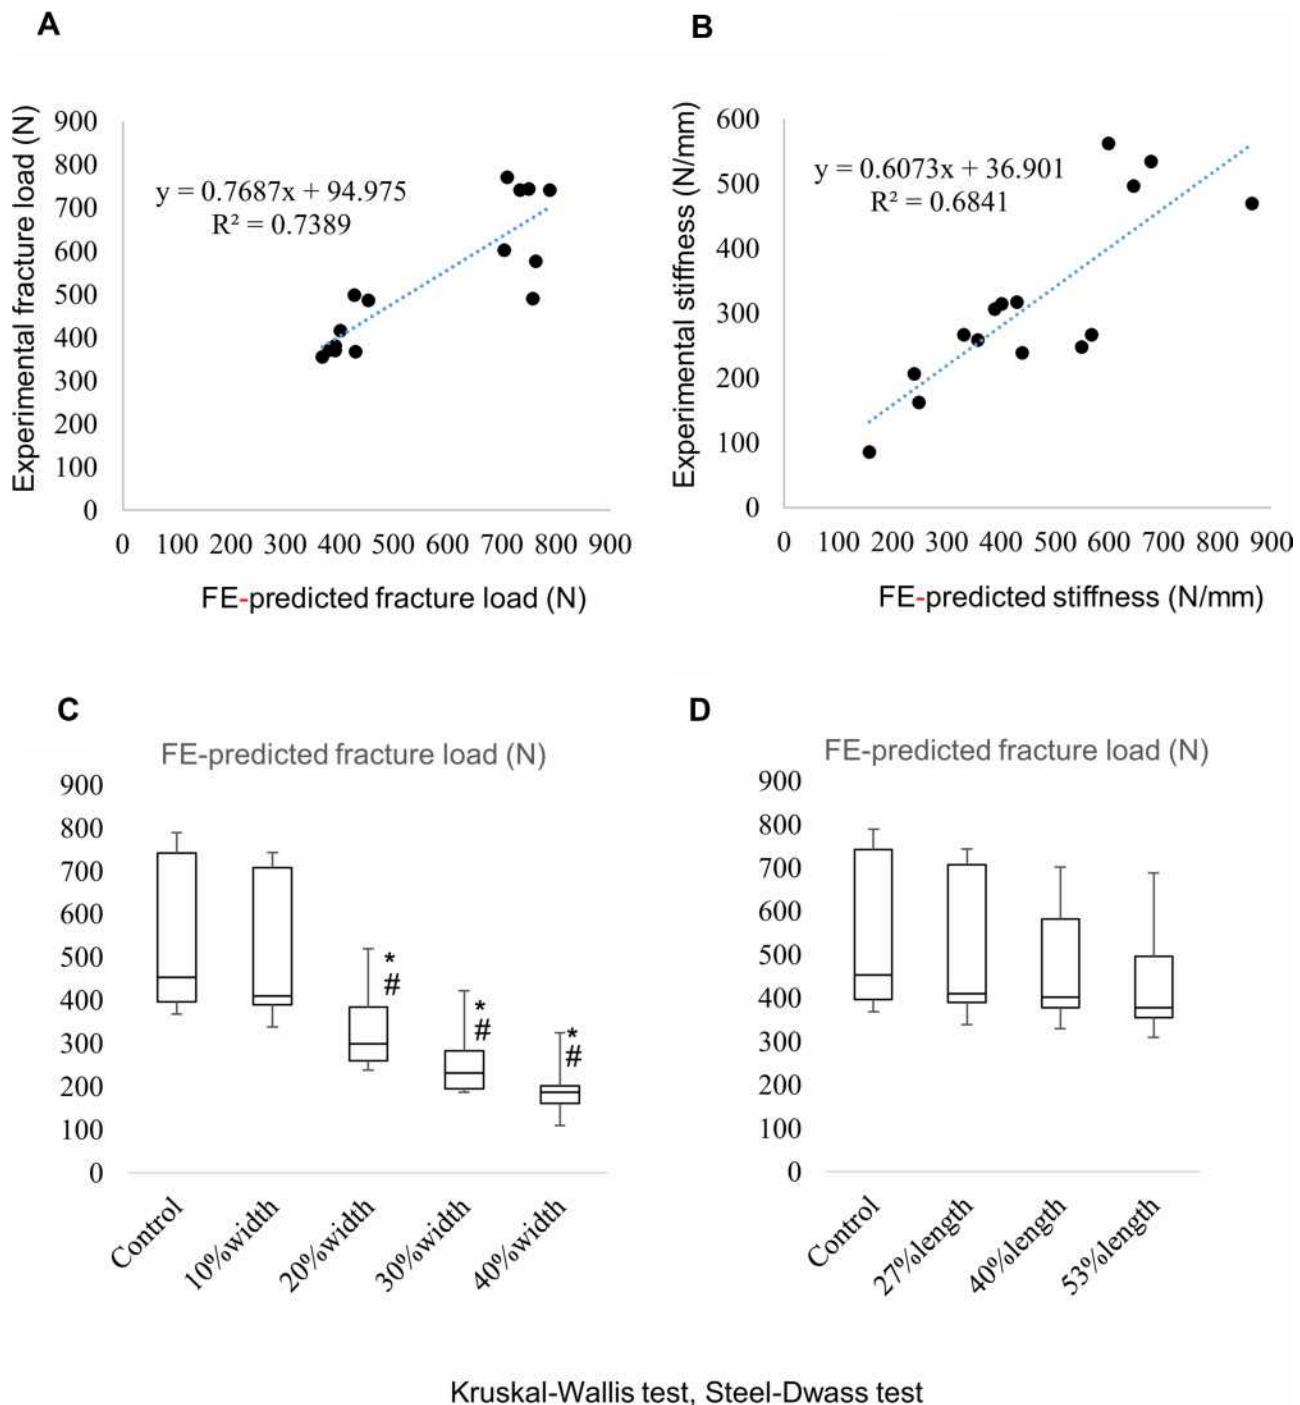 A
Experimental fracture load (N)
900
800
700
600
500
400
300
200
100
0
y = 0.7687x + 94.975
R² = 0.7389
0 100 200 300 400 500 600 700 800 900
FE-predicted fracture load (N)
B
Experimental stiffness (N/mm)
600
500
400
300
200
100
0
y = 0.6073x + 36.901
R² = 0.6841
0 100 200 300 400 500 600 700 800 900
FE-predicted stiffness (N/mm)
C
FE-predicted fracture load (N)
900
800
700
600
500
400
300
200
100
0
*
#
*
#
*
#
Control
10%width
20%width
30%width
40%width
D
FE-predicted fracture load (N)
900
800
700
600
500
400
300
200
100
0
Control
27%length
40%length
53%length
Kruskal-Wallis test, Steel-Dwass test